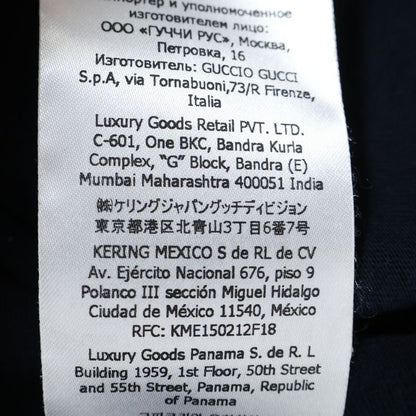 импортер и уполномоченное
изготовителем лицо:
ООО «ГУЧЧИ РУС», Москва,
Петровка, 16
Изготовитель: GUCCIO GUCCI
S.p.A, via Tornabuoni,73/R Firenze,
Italia
Luxury Goods Retail PVT. LTD.
C-601, One BKC, Bandra Kurla
Complex, “G” Block, Bandra (E)
Mumbai Maharashtra 400051 India
㈱ケリングジャパングッチディビジョン
東京都港区北青山3丁目6番7号
KERING MEXICO S de RL de CV
Av. Ejército Nacional 676, piso 9
Polanco III sección Miguel Hidalgo
Ciudad de México 11540, México
RFC: KME150212F18
Luxury Goods Panama S. de R. L
Building 1959, 1st Floor, 50th Street
and 55th Street, Panama, Republic
of Panama